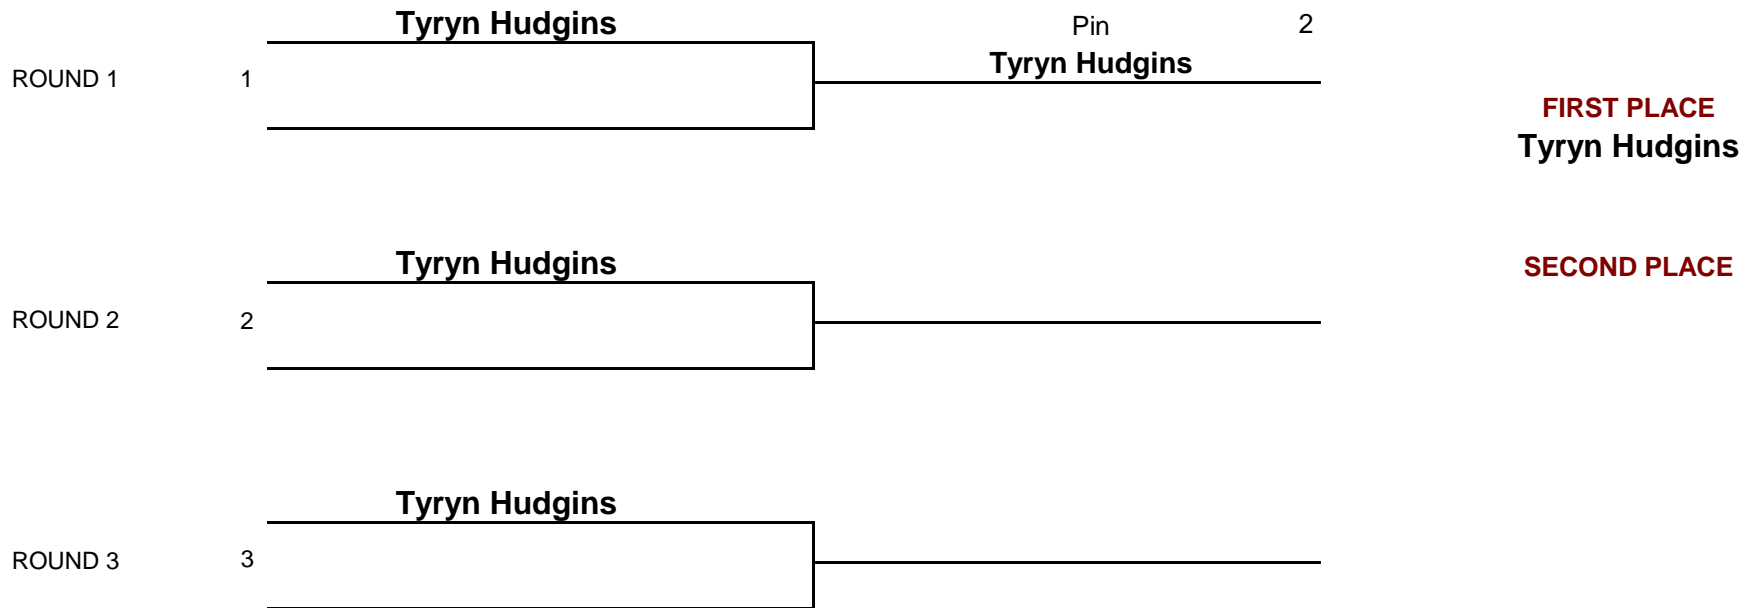 Tyryn Hudgins
Pin 2
ROUND 1 1 Tyryn Hudgins
FIRST PLACE
Tyryn Hudgins
Tyryn Hudgins
SECOND PLACE
ROUND 2 2
Tyryn Hudgins
ROUND 3 3